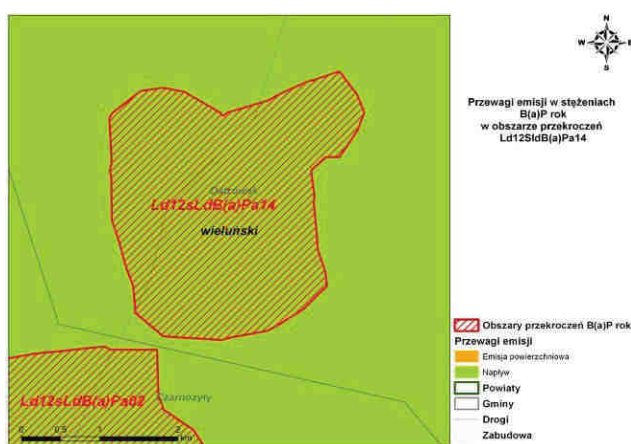 N
W E
S
Przewagi emisji w stężeniach
B(a)P rok
w obszarze przekroczeń
Ld12SldB(a)Pa14
Ostrówek
Ld12sLdB(a)Pa14
wieluński
Ld12sLdB(a)Pa02
Czarnożyły
0 0,5 1 2
km
Obszary przekroczeń B(a)P rok
Przewagi emisji
Emisja powierzchniowa
Napływ
Powiaty
Gminy
Drogi
Zabudowa